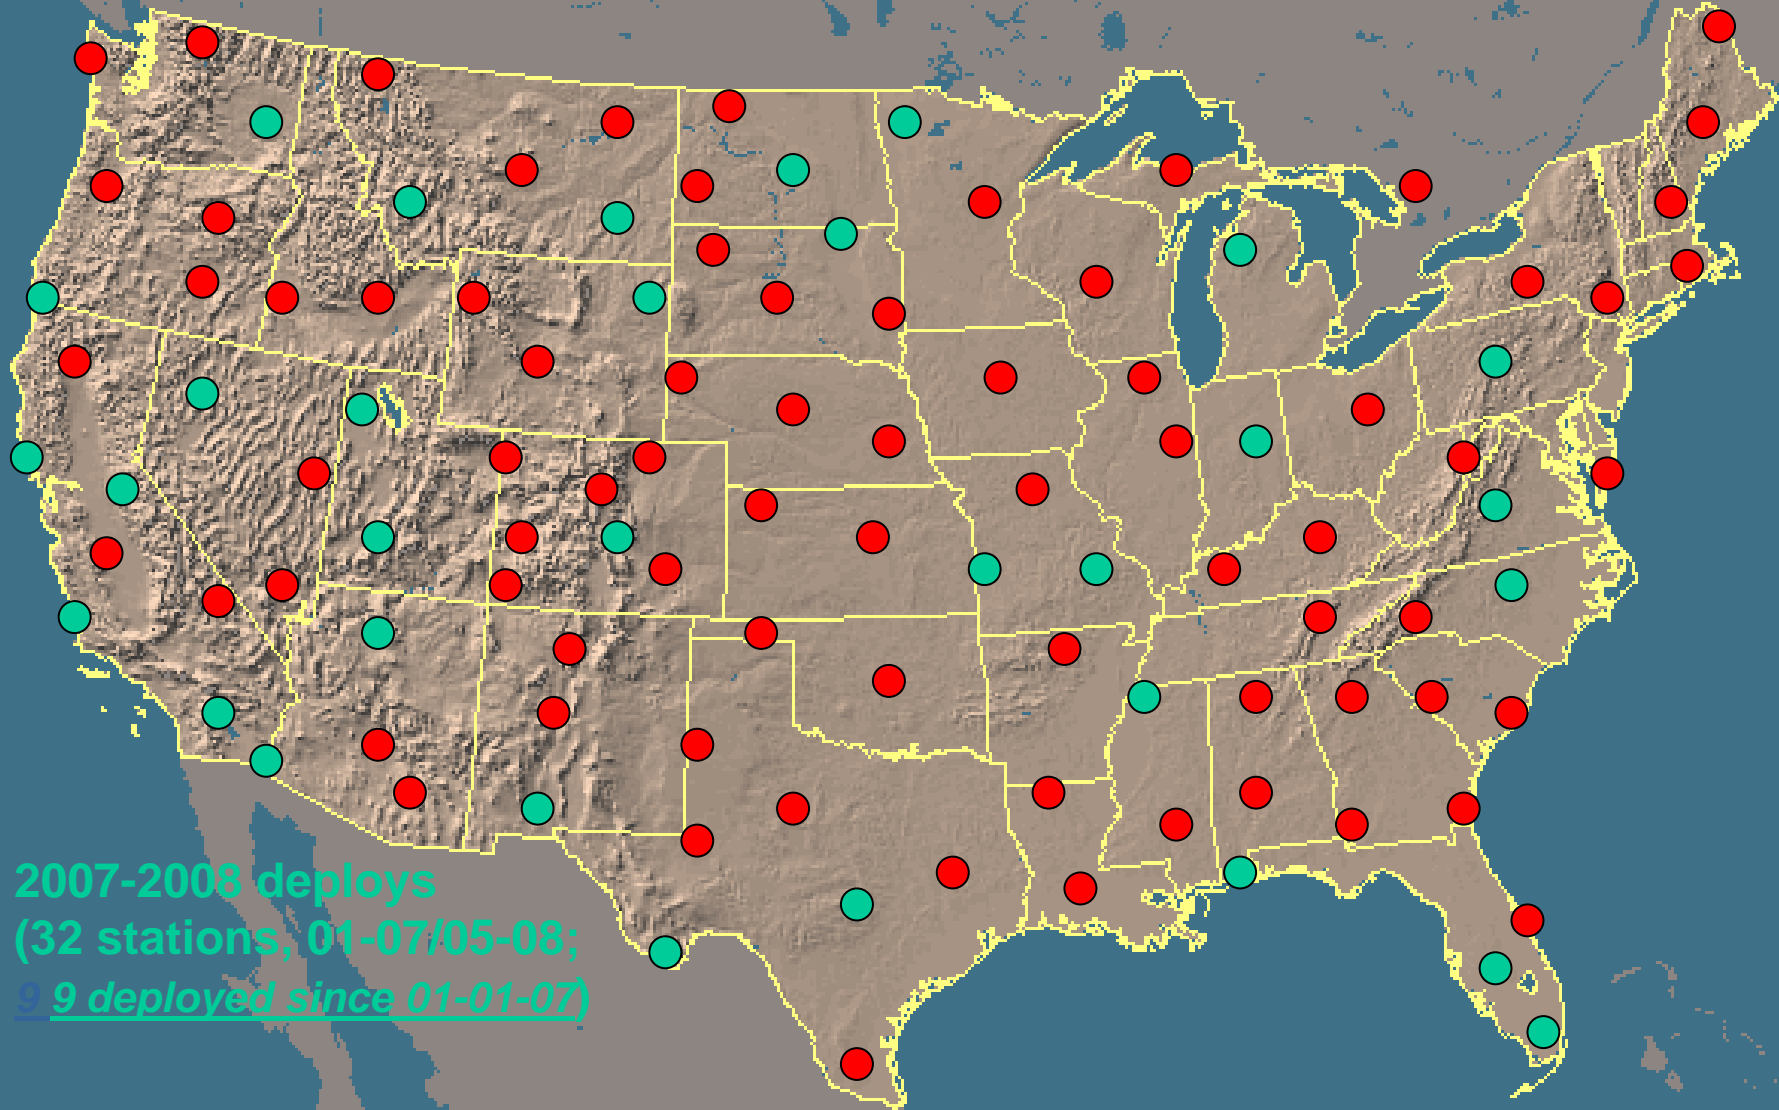 2007-2008 deploys
(32 stations, 01-07/05-08;
9 9 deployed since 01-01-07)